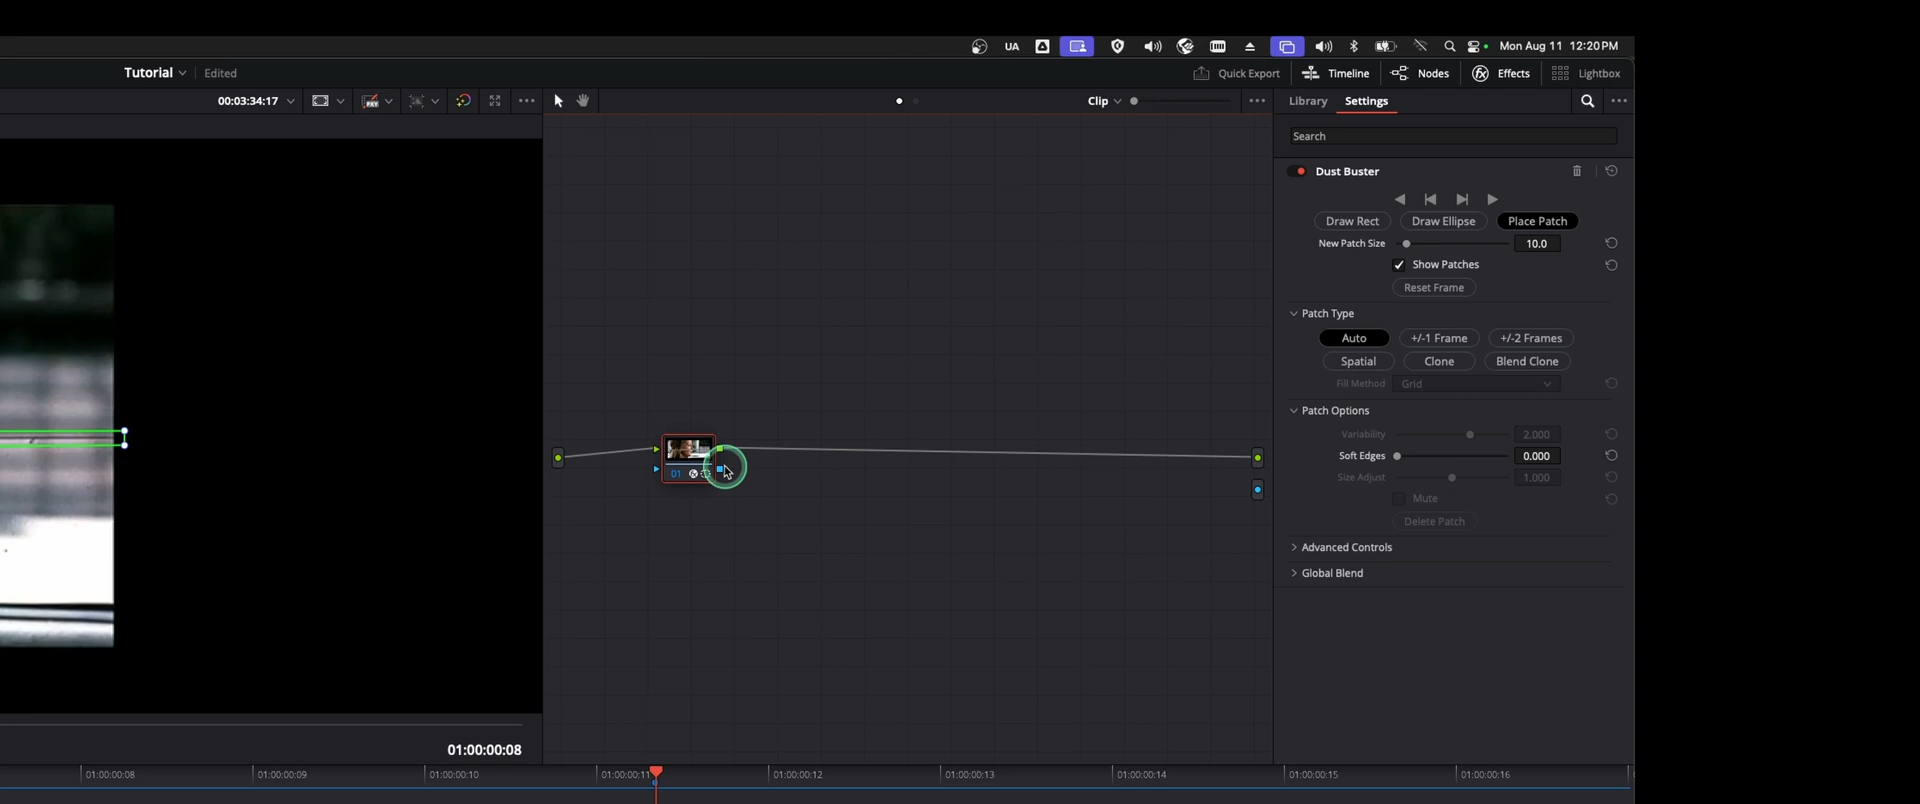 UA
Mon Aug 11 12:20 PM
Tutorial
Edited
Quick Export
Timeline
Nodes
Effects
Lightbox
00:03:34:17
Clip
Library
Settings
Search
Dust Buster
Draw Rect
Draw Ellipse
Place Patch
New Patch Size
10.0
Show Patches
Reset Frame
Patch Type
Auto
+/-1 Frame
+/-2 Frames
Spatial
Clone
Blend Clone
Fill Method
Grid
Patch Options
Variability
2.000
Soft Edges
0.000
Size Adjust
1.000
Mute
Delete Patch
Advanced Controls
Global Blend
01
01:00:00:08
01:00:00:08
01:00:00:09
01:00:00:10
01:00:00:11
01:00:00:12
01:00:00:13
01:00:00:14
01:00:00:15
01:00:00:16